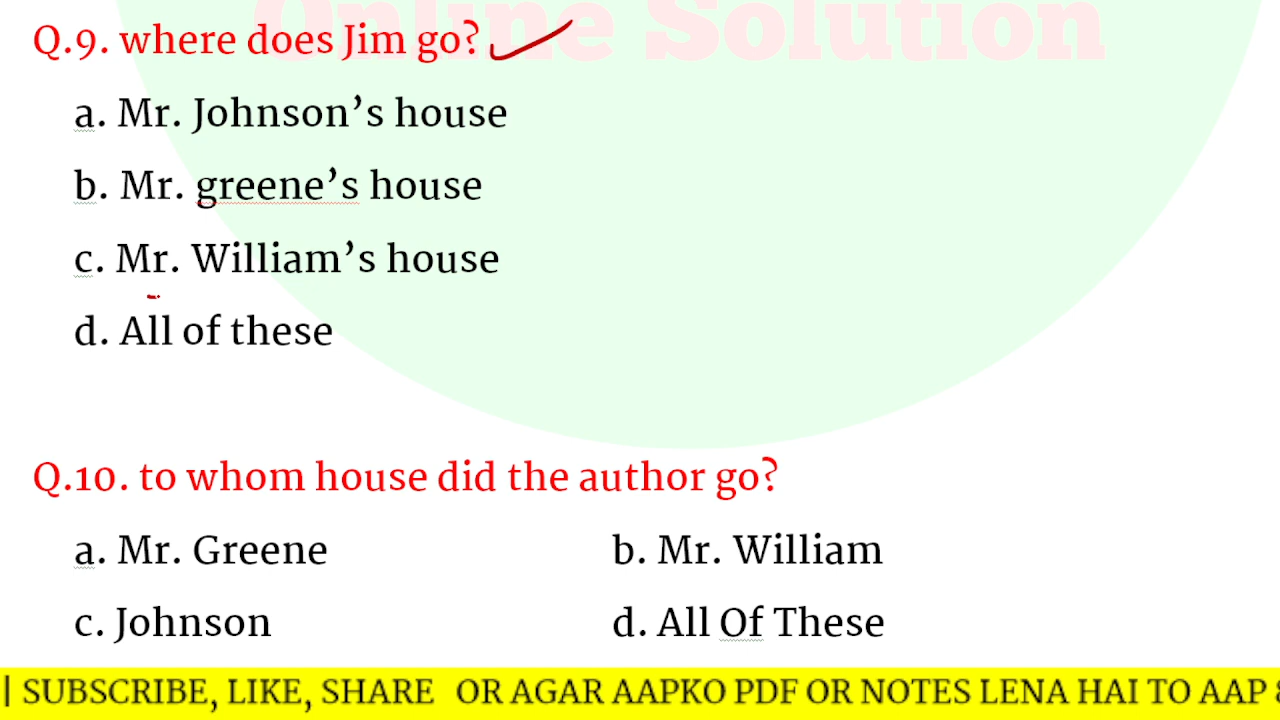 Online Solution
Q.9. where does Jim go?
a. Mr. Johnson’s house
b. Mr. greene’s house
c. Mr. William’s house
d. All of these
Q.10. to whom house did the author go?
a. Mr. Greene b. Mr. William
c. Johnson d. All Of These
| SUBSCRIBE, LIKE, SHARE OR AGAR AAPKO PDF OR NOTES LENA HAI TO AAP